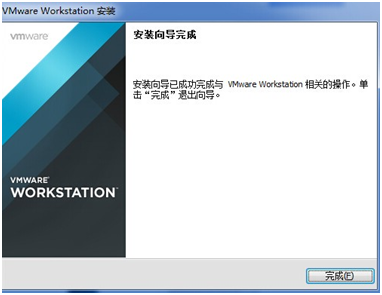 VMware Workstation 安装
vmware
安装向导完成
安装向导已成功完成与 VMware Workstation 相关的操作。单
击“完成”退出向导。
VMWARE®
WORKSTATION™
完成(F)